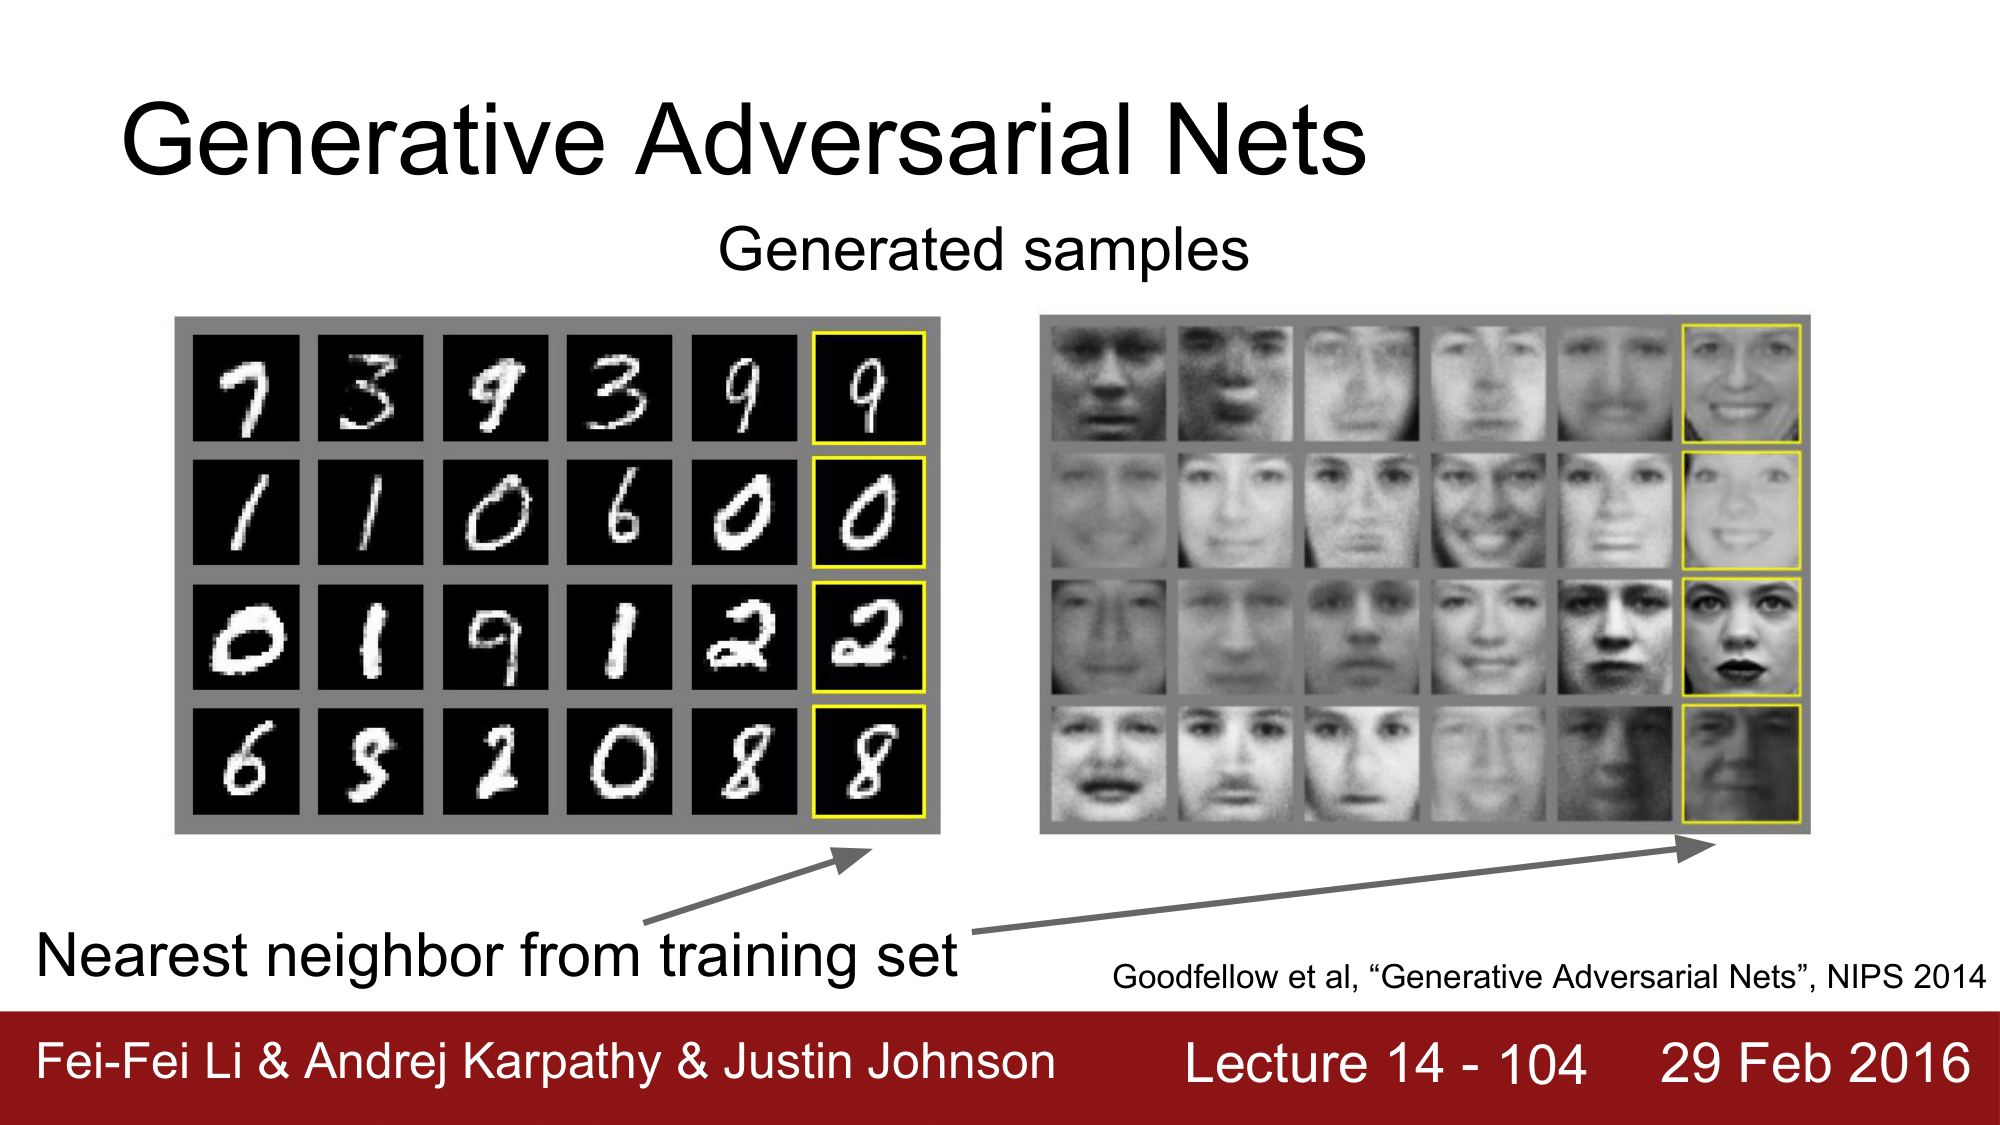 Generative Adversarial Nets
Generated samples
7 3 9 3 9 9
1 1 0 6 0 0
0 1 9 1 2 2
6 2 0 8 8
Nearest neighbor from training set
Goodfellow et al, “Generative Adversarial Nets”, NIPS 2014
Fei-Fei Li & Andrej Karpathy & Justin Johnson
Lecture 14 - 104
29 Feb 2016